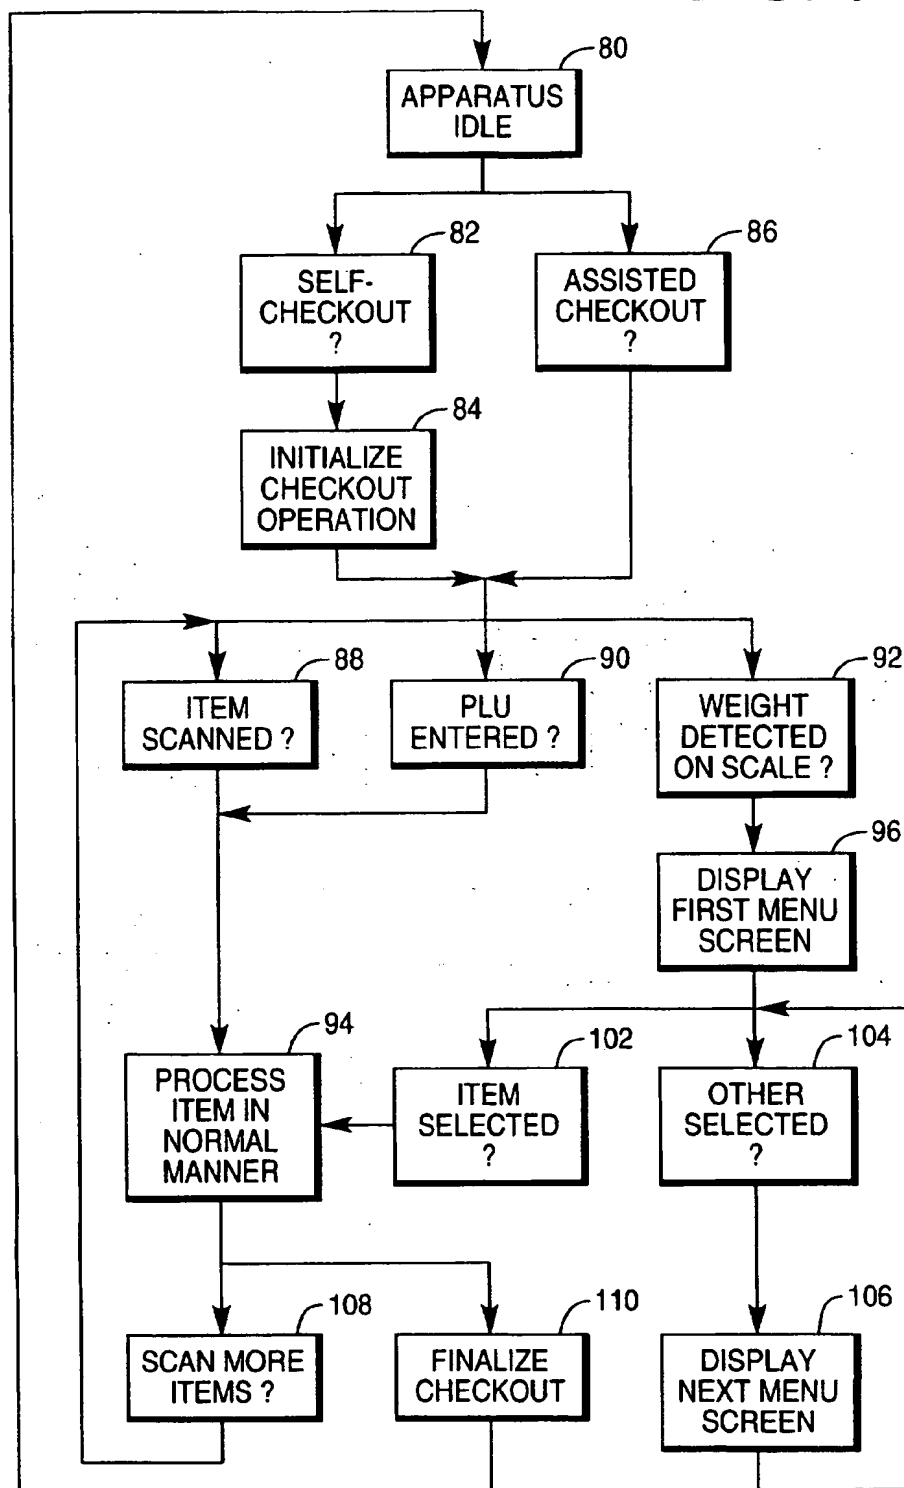 80
APPARATUS
IDLE
82
SELF-
CHECKOUT
?
86
ASSISTED
CHECKOUT
?
84
INITIALIZE
CHECKOUT
OPERATION
88
ITEM
SCANNED ?
90
PLU
ENTERED ?
92
WEIGHT
DETECTED
ON SCALE ?
96
DISPLAY
FIRST MENU
SCREEN
94
PROCESS
ITEM IN
NORMAL
MANNER
102
ITEM
SELECTED
?
104
OTHER
SELECTED
?
108
SCAN MORE
ITEMS ?
110
FINALIZE
CHECKOUT
106
DISPLAY
NEXT MENU
SCREEN